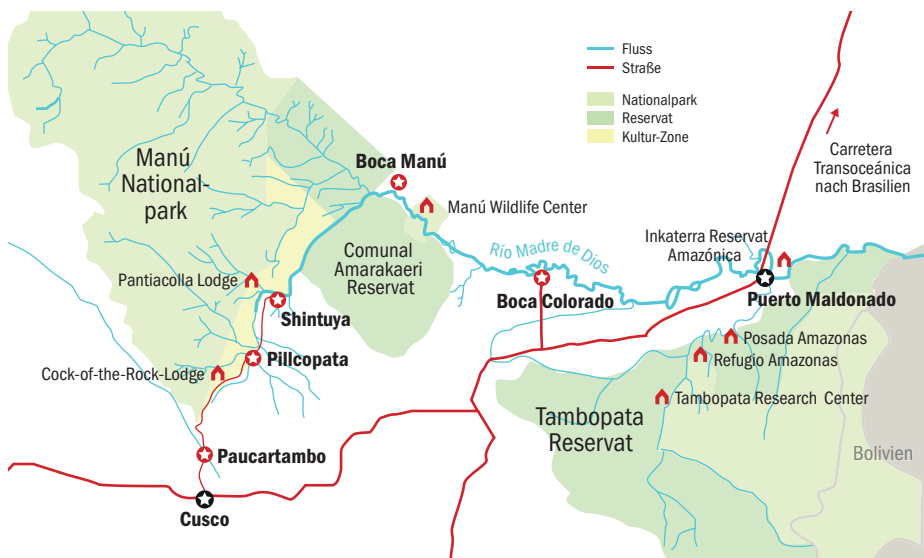 Fluss
Straße
Nationalpark
Reservat
Kultur-Zone
Carretera
Transoceánica
nach Brasilien
Manú
National-
park
Boca Manú
Manú Wildlife Center
Comunal
Amarakaeri
Reservat
Río Madre de Dios
Inkaterra Reservat
Amazónica
Pantiacolla Lodge
Shintuya
Boca Colorado
Puerto Maldonado
Pillcopata
Cock-of-the-Rock-Lodge
Posada Amazonas
Refugio Amazonas
Tambopata Research Center
Tambopata
Reservat
Bolivien
Paucartambo
Cusco